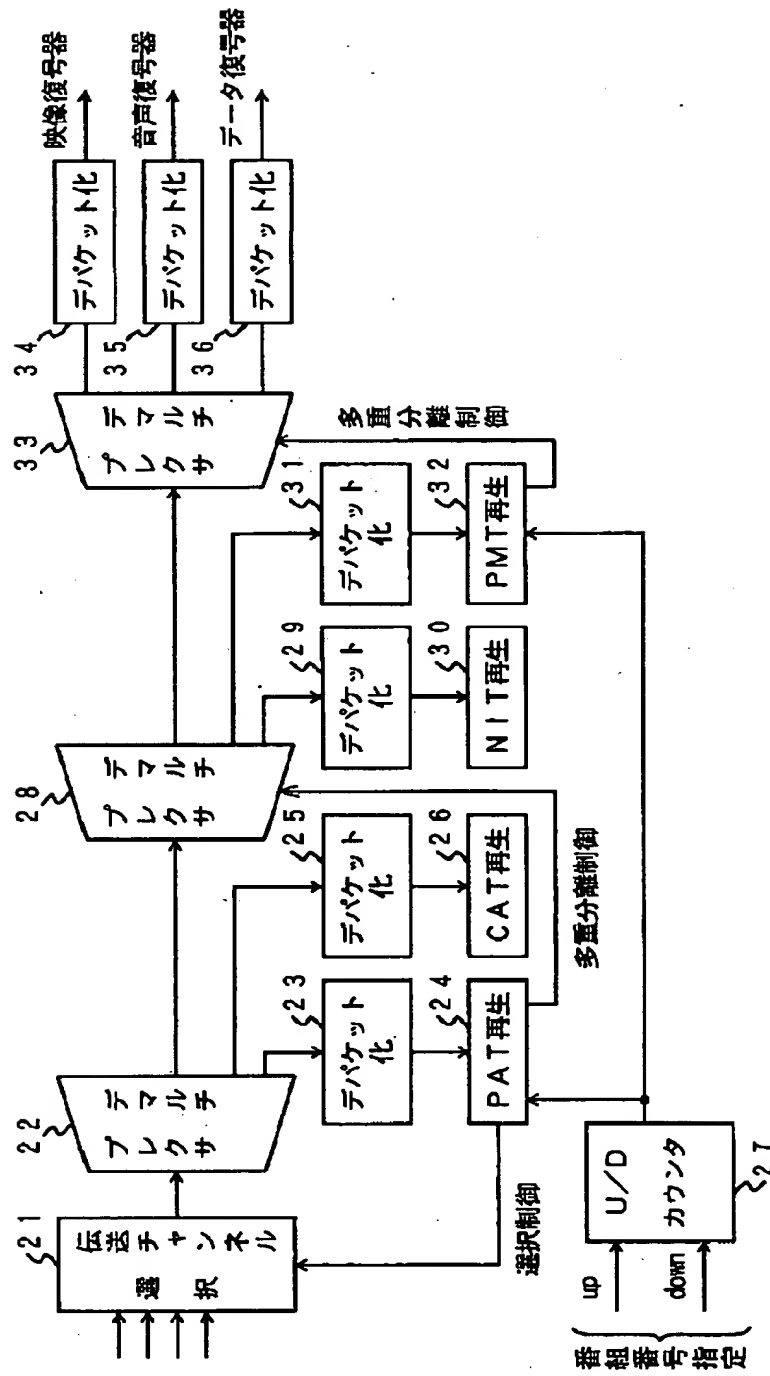 映像復号器
音声復号器
データ復号器
34
デパケット化
35
デパケット化
36
デパケット化
33
デマルチ
プレクサ
多重分離制御
31
デパケット
化
32
PMT再生
29
デパケット
化
30
NIT再生
28
デマルチ
プレクサ
25
デパケット
化
26
CAT再生
多重分離制御
23
デパケット
化
24
PAT再生
22
デマルチ
プレクサ
21
伝送チャンネル
選択
選択制御
U/D
カウンタ
27
up
down
番組番号指定